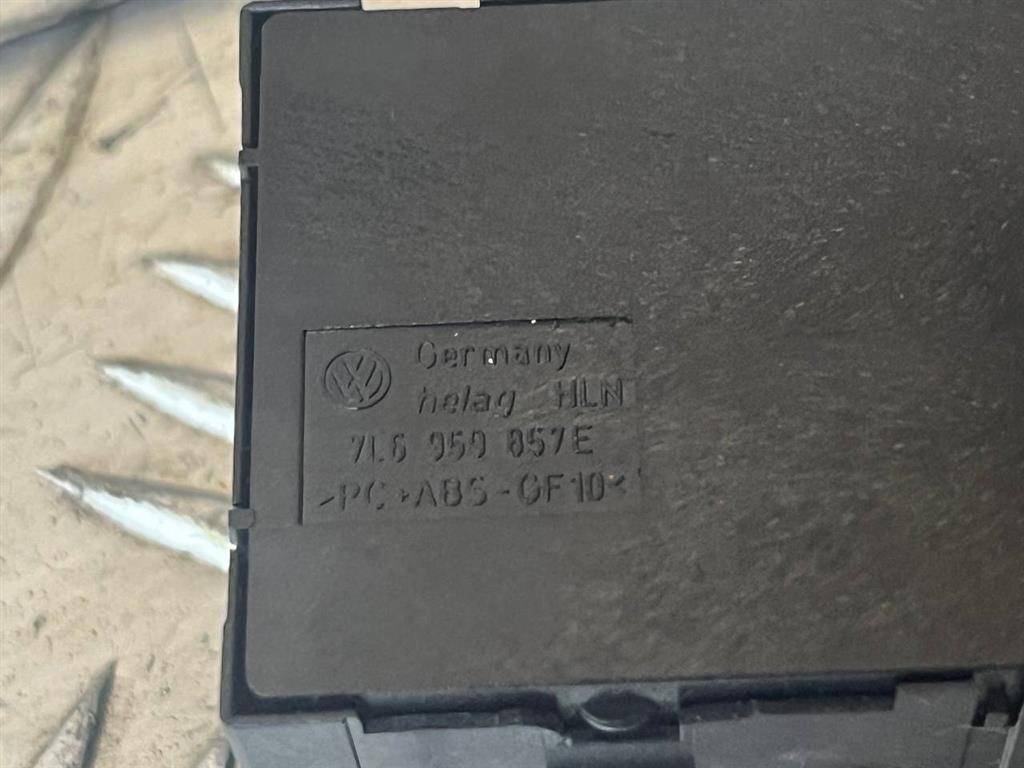 Germany
helag HLN
7L6 959 857E
>PC+ABS-GF10<